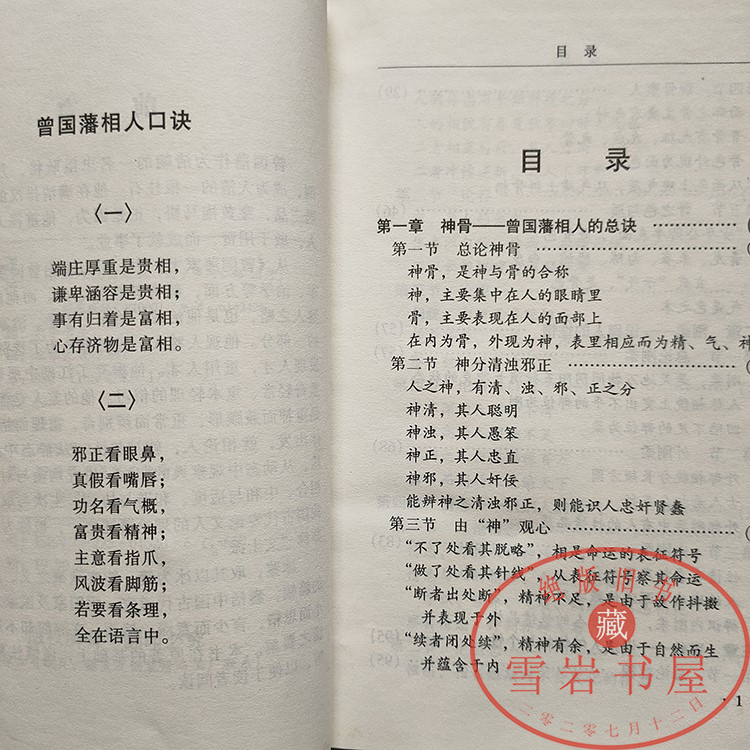 曾国藩相人口诀
〈一〉
端庄厚重是贵相，
谦卑涵容是贵相；
事有归着是富相，
心存济物是富相。
〈二〉
邪正看眼鼻，
真假看嘴唇；
功名看气概，
富贵看精神；
主意看指爪，
风波看脚筋；
若要看条理，
全在语言中。
目 录
目 录
第一章 神骨——曾国藩相人的总诀 ………………（
第一节 总论神骨 ………………（
神骨，是神与骨的合称
神，主要集中在人的眼睛里
骨，主要表现在人的面部上
在内为骨，外现为神，表里相应而为精、气、神
第二节 神分清浊邪正 ………………（
人之神，有清、浊、邪、正之分
神清，其人聪明
神浊，其人愚笨
神正，其人忠直
神邪，其人奸佞
能辨神之清浊邪正，则能识人忠奸贤蠢
第三节 由“神”观心 ………………（
“不了处看其脱略”，相是命运的表征符号
“做了处看其针线”，从表征符号察其命运
“断者出处断”，精神不足，是由于故作抖擞
并表现于外
“续者闭处续”，精神有余，是由于自然而生
并蕴含于内
· 1
绝版旧书
藏
雪岩书屋
二零二零七月十二日